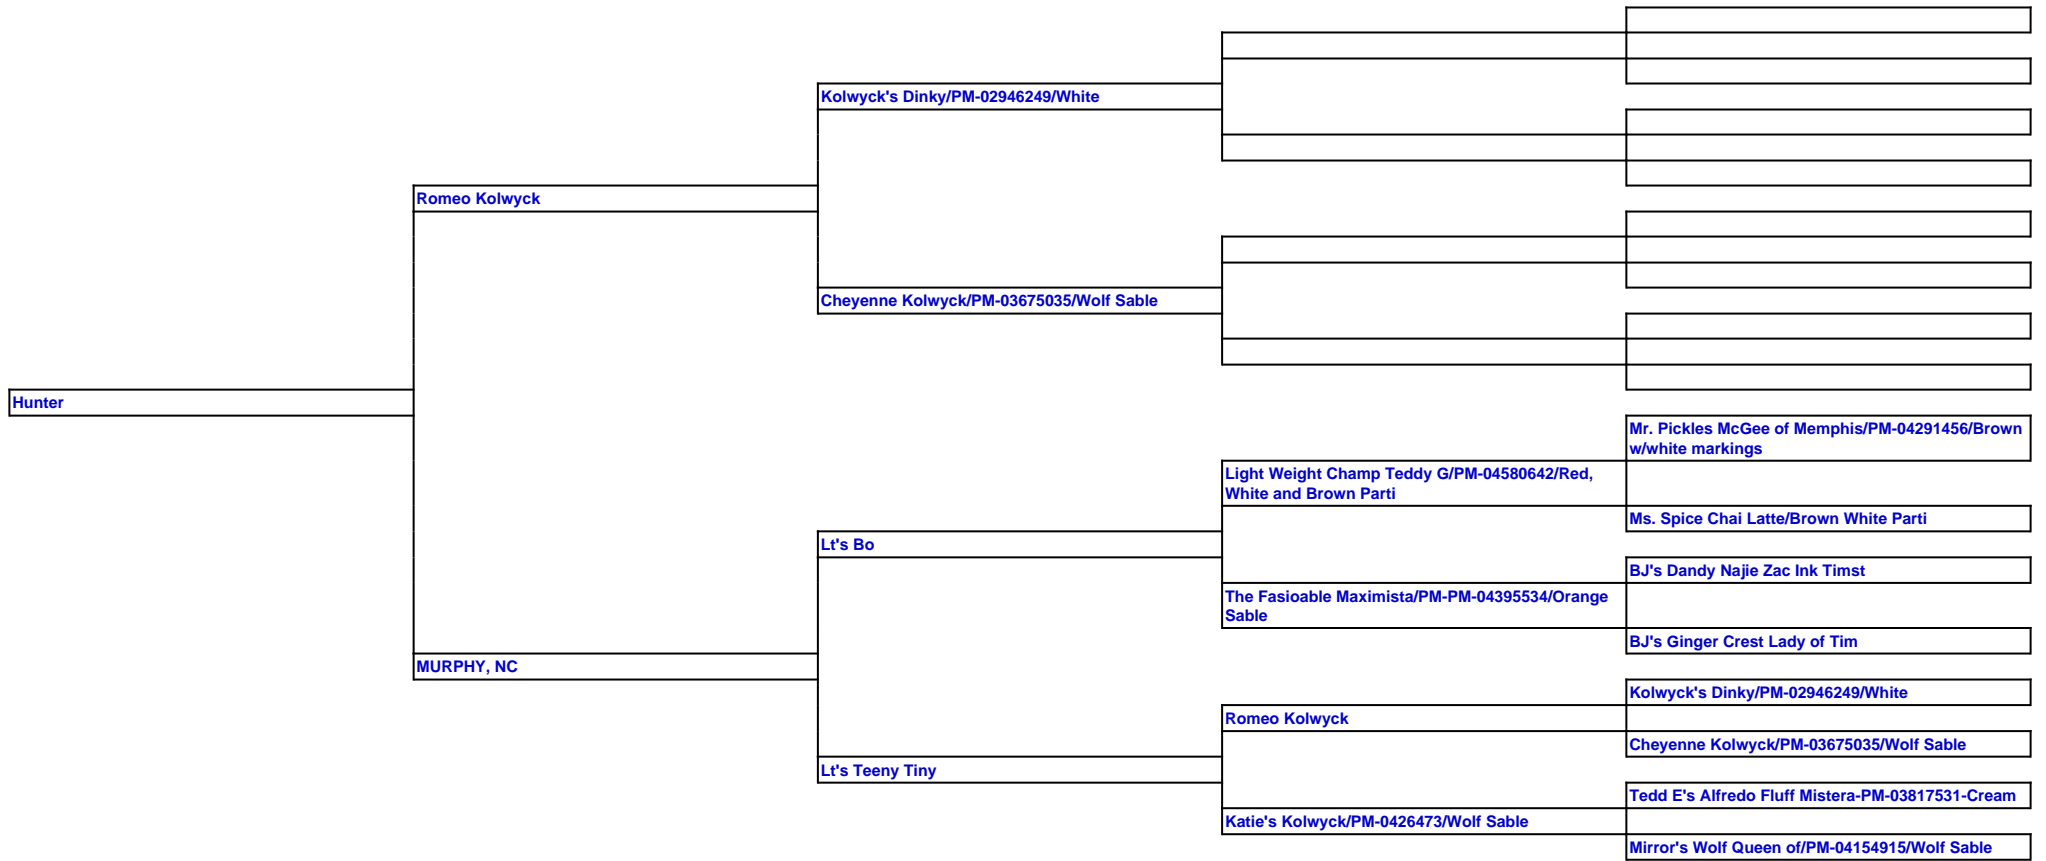 Kolwyck's Dinky/PM-02946249/White
Romeo Kolwyck
Cheyenne Kolwyck/PM-03675035/Wolf Sable
Hunter
Mr. Pickles McGee of Memphis/PM-04291456/Brown
w/white markings
Light Weight Champ Teddy G/PM-04580642/Red,
White and Brown Parti
Ms. Spice Chai Latte/Brown White Parti
Lt's Bo
BJ's Dandy Najie Zac Ink Timst
The Fasioable Maximista/PM-PM-04395534/Orange
Sable
BJ's Ginger Crest Lady of Tim
MURPHY, NC
Kolwyck's Dinky/PM-02946249/White
Romeo Kolwyck
Cheyenne Kolwyck/PM-03675035/Wolf Sable
Lt's Teeny Tiny
Tedd E's Alfredo Fluff Mistera-PM-03817531-Cream
Katie's Kolwyck/PM-0426473/Wolf Sable
Mirror's Wolf Queen of/PM-04154915/Wolf Sable